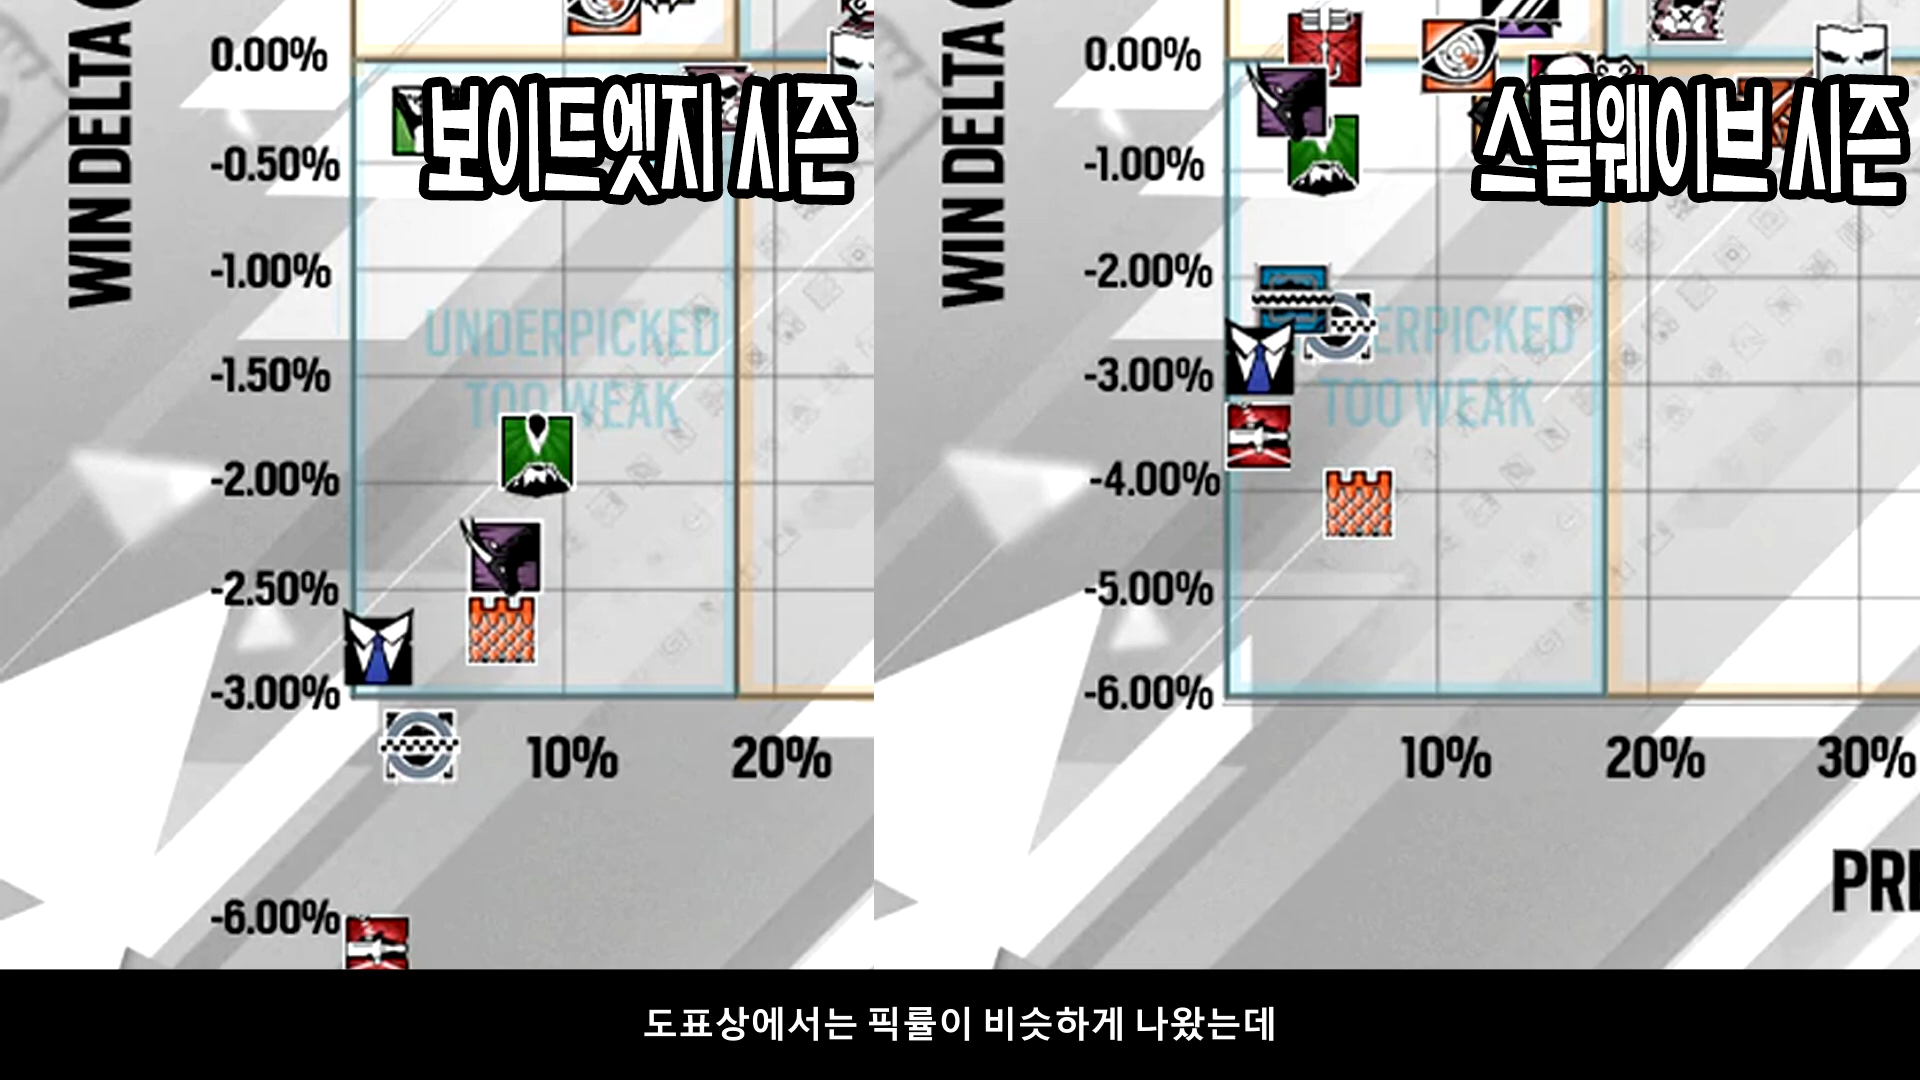 WIN DELTA
0.00%
-0.50%
-1.00%
-1.50%
-2.00%
-2.50%
-3.00%
-6.00%
10%
20%
보이드엣지 시즌
UNDERPICKED
TOO WEAK
WIN DELTA
0.00%
-1.00%
-2.00%
-3.00%
-4.00%
-5.00%
-6.00%
10%
20%
30%
스틸웨이브 시즌
ERPICKED
TOO WEAK
PRE
도표상에서는 픽률이 비슷하게 나왔는데